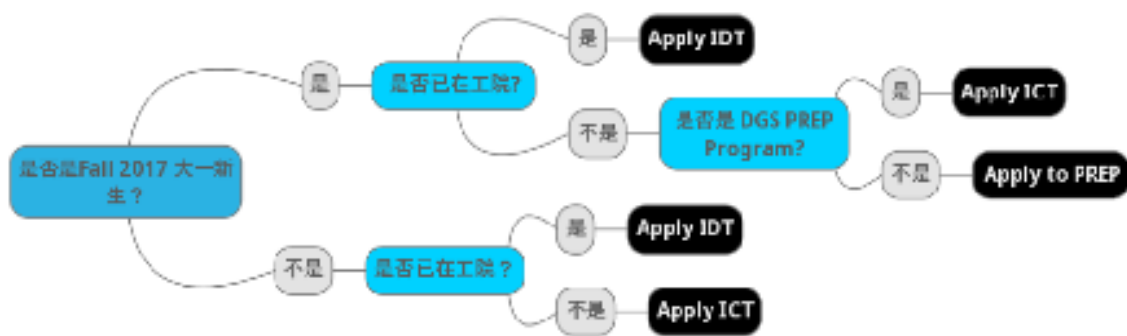 是否是Fall 2017 大一新
生？
是
是否已在工院?
是
Apply IDT
不是
是否是 DGS PREP
Program?
是
Apply ICT
不是
Apply to PREP
不是
是否已在工院？
是
Apply IDT
不是
Apply ICT